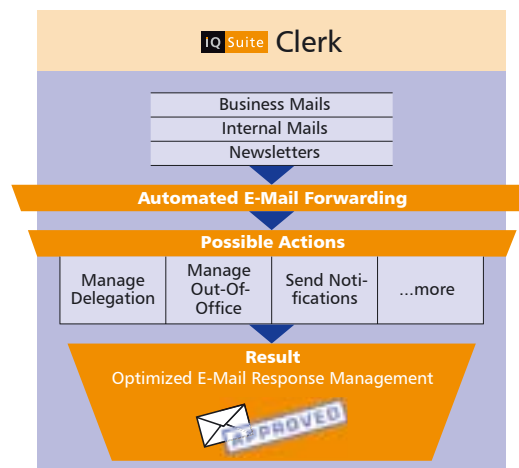 IQ Suite Clerk
Business Mails
Internal Mails
Newsletters
Automated E-Mail Forwarding
Possible Actions
Manage
Delegation
Manage
Out-Of-
Office
Send Noti-
fications
...more
Result
Optimized E-Mail Response Management
APPROVED